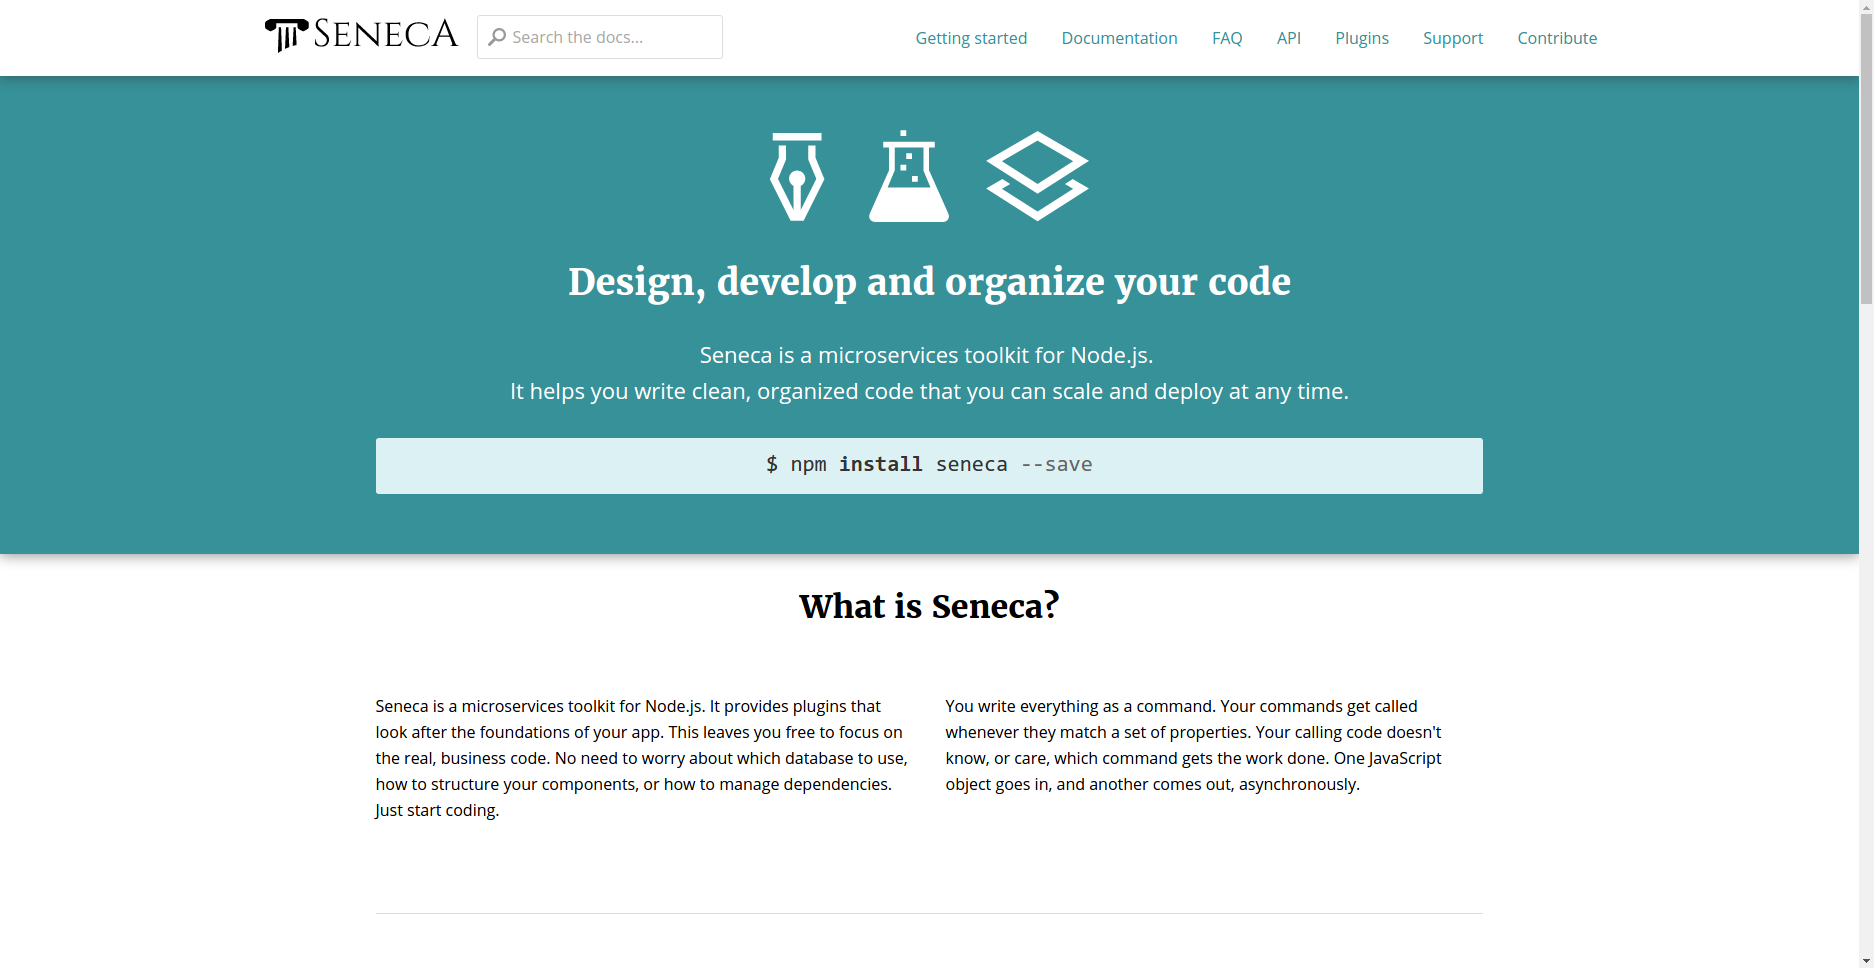 SENECA
Search the docs...
Getting started
Documentation
FAQ
API
Plugins
Support
Contribute
Design, develop and organize your code
Seneca is a microservices toolkit for Node.js.
It helps you write clean, organized code that you can scale and deploy at any time.
$ npm install seneca --save
What is Seneca?
Seneca is a microservices toolkit for Node.js. It provides plugins that
look after the foundations of your app. This leaves you free to focus on
the real, business code. No need to worry about which database to use,
how to structure your components, or how to manage dependencies.
Just start coding.
You write everything as a command. Your commands get called
whenever they match a set of properties. Your calling code doesn't
know, or care, which command gets the work done. One JavaScript
object goes in, and another comes out, asynchronously.